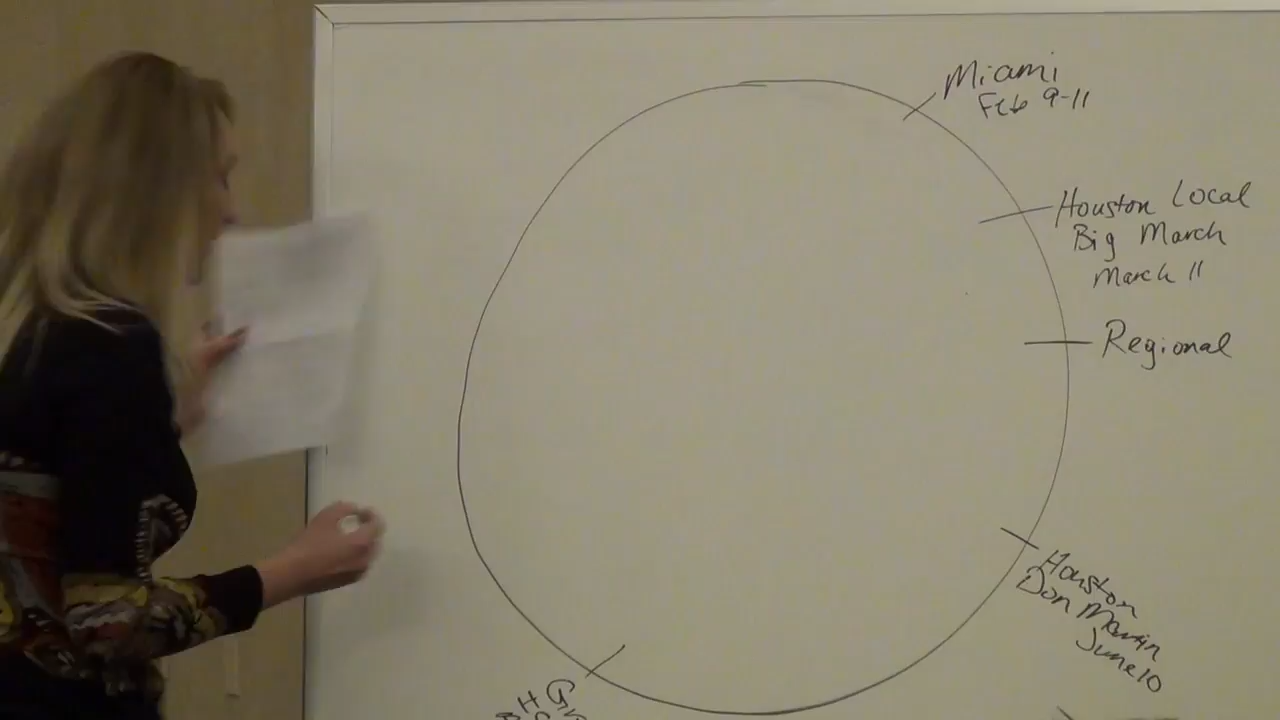 Miami
Feb 9-11
Houston Local
Big March
March 11
Regional
Houston
Don Martin
June 10